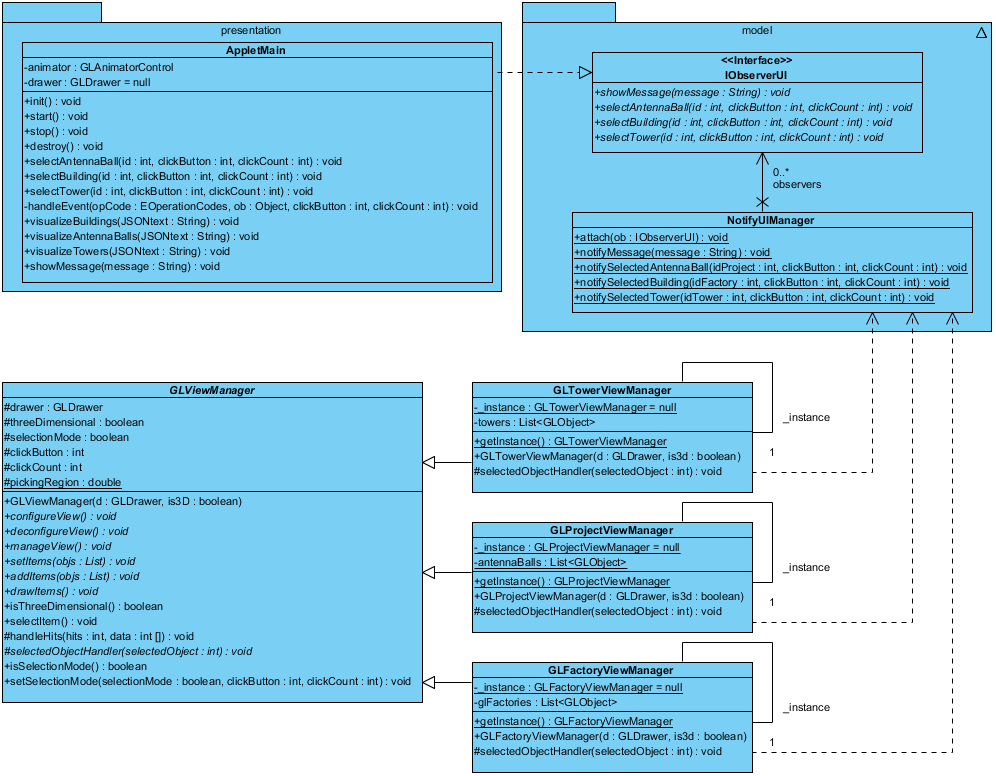 presentation
AppletMain
-animator : GLAnimatorControl
-drawer : GLDrawer = null
+init() : void
+start() : void
+stop() : void
+destroy() : void
+selectAntennaBall(id : int, clickButton : int, clickCount : int) : void
+selectBuilding(id : int, clickButton : int, clickCount : int) : void
+selectTower(id : int, clickButton : int, clickCount : int) : void
-handleEvent(opCode : EOperationCodes, ob : Object, clickButton : int, clickCount : int) : void
+visualizeBuildings(JSONtext : String) : void
+visualizeAntennaBalls(JSONtext : String) : void
+visualizeTowers(JSONtext : String) : void
+showMessage(message : String) : void
model
<<Interface>>
IObserverUI
+showMessage(message : String) : void
+selectAntennaBall(id : int, clickButton : int, clickCount : int) : void
+selectBuilding(id : int, clickButton : int, clickCount : int) : void
+selectTower(id : int, clickButton : int, clickCount : int) : void
0..*
observers
NotifyUIManager
+attach(ob : IObserverUI) : void
+notifyMessage(message : String) : void
+notifySelectedAntennaBall(idProject : int, clickButton : int, clickCount : int) : void
+notifySelectedBuilding(idFactory : int, clickButton : int, clickCount : int) : void
+notifySelectedTower(idTower : int, clickButton : int, clickCount : int) : void
GLViewManager
#drawer : GLDrawer
#threeDimensional : boolean
#selectionMode : boolean
#clickButton : int
#clickCount : int
#pickingRegion : double
+GLViewManager(d : GLDrawer, is3D : boolean)
+configureView() : void
+deconfigureView() : void
+manageView() : void
+setItems(objs : List) : void
+addItems(objs : List) : void
+drawItems() : void
+isThreeDimensional() : boolean
+selectItem() : void
#handleHits(hits : int, data : int []) : void
#selectedObjectHandler(selectedObject : int) : void
+isSelectionMode() : boolean
+setSelectionMode(selectionMode : boolean, clickButton : int, clickCount : int) : void
GLTowerViewManager
-_instance : GLTowerViewManager = null
-towers : List<GLObject>
+getInstance() : GLTowerViewManager
+GLTowerViewManager(d : GLDrawer, is3d : boolean)
#selectedObjectHandler(selectedObject : int) : void
_instance
1
GLProjectViewManager
-_instance : GLProjectViewManager = null
-antennaBalls : List<GLObject>
+getInstance() : GLProjectViewManager
+GLProjectViewManager(d : GLDrawer, is3d : boolean)
#selectedObjectHandler(selectedObject : int) : void
_instance
1
GLFactoryViewManager
-_instance : GLFactoryViewManager = null
-glFactories : List<GLObject>
+getInstance() : GLFactoryViewManager
+GLFactoryViewManager(d : GLDrawer, is3d : boolean)
#selectedObjectHandler(selectedObject : int) : void
_instance
1